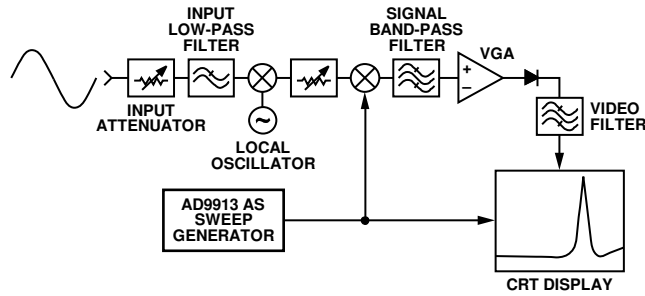 INPUT
LOW-PASS
FILTER
SIGNAL
BAND-PASS
FILTER
VGA
+
–
INPUT
ATTENUATOR
~
LOCAL
OSCILLATOR
VIDEO
FILTER
AD9913 AS
SWEEP
GENERATOR
CRT DISPLAY